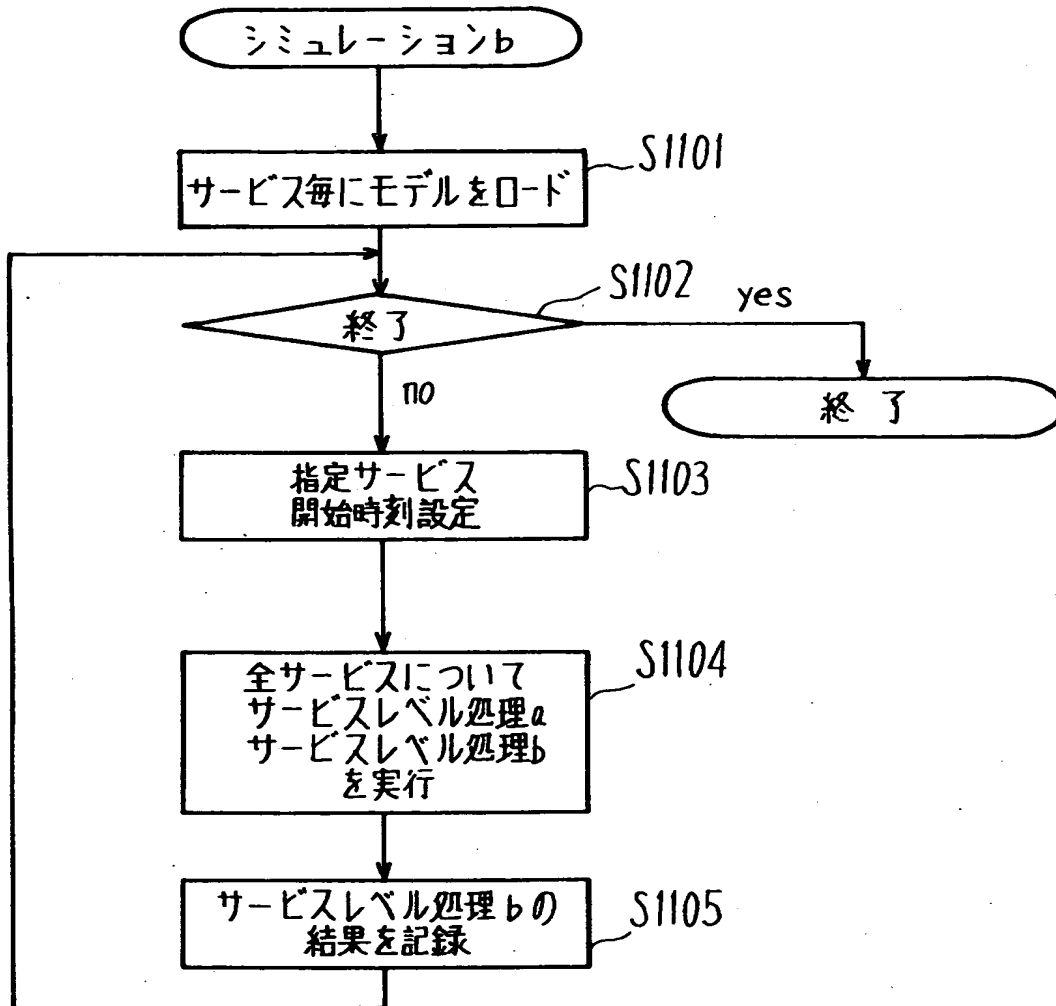 シミュレーションb
S1101
サービス毎にモデルをロード
S1102
yes
終了
no
終了
指定サービス
開始時刻設定
S1103
S1104
全サービスについて
サービスレベル処理a
サービスレベル処理b
を実行
サービスレベル処理bの
結果を記録
S1105